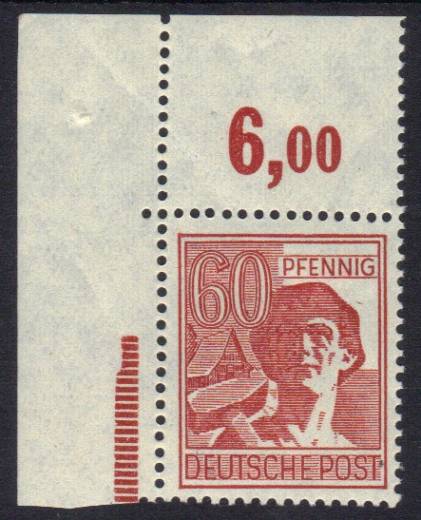 6,00
60 PFENNIG
DEUTSCHE POST